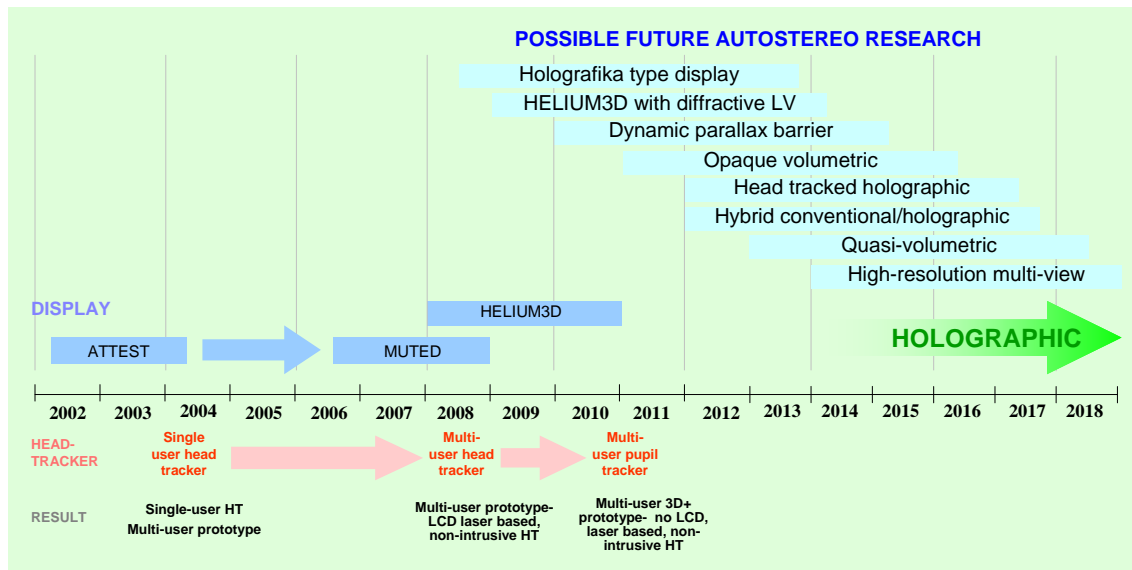 POSSIBLE FUTURE AUTOSTEREO RESEARCH
Holografika type display
HELIUM3D with diffractive LV
Dynamic parallax barrier
Opaque volumetric
Head tracked holographic
Hybrid conventional/holographic
Quasi-volumetric
High-resolution multi-view
DISPLAY
HELIUM3D
HOLOGRAPHIC
ATTEST
MUTED
2002 2003 2004 2005 2006 2007 2008 2009 2010 2011 2012 2013 2014 2015 2016 2017 2018
HEAD-
TRACKER
Single
user head
tracker
Multi-
user head
tracker
Multi-
user pupil
tracker
RESULT
Single-user HT
Multi-user prototype
Multi-user prototype-
LCD laser based,
non-intrusive HT
Multi-user 3D+
prototype- no LCD,
laser based, non-
intrusive HT